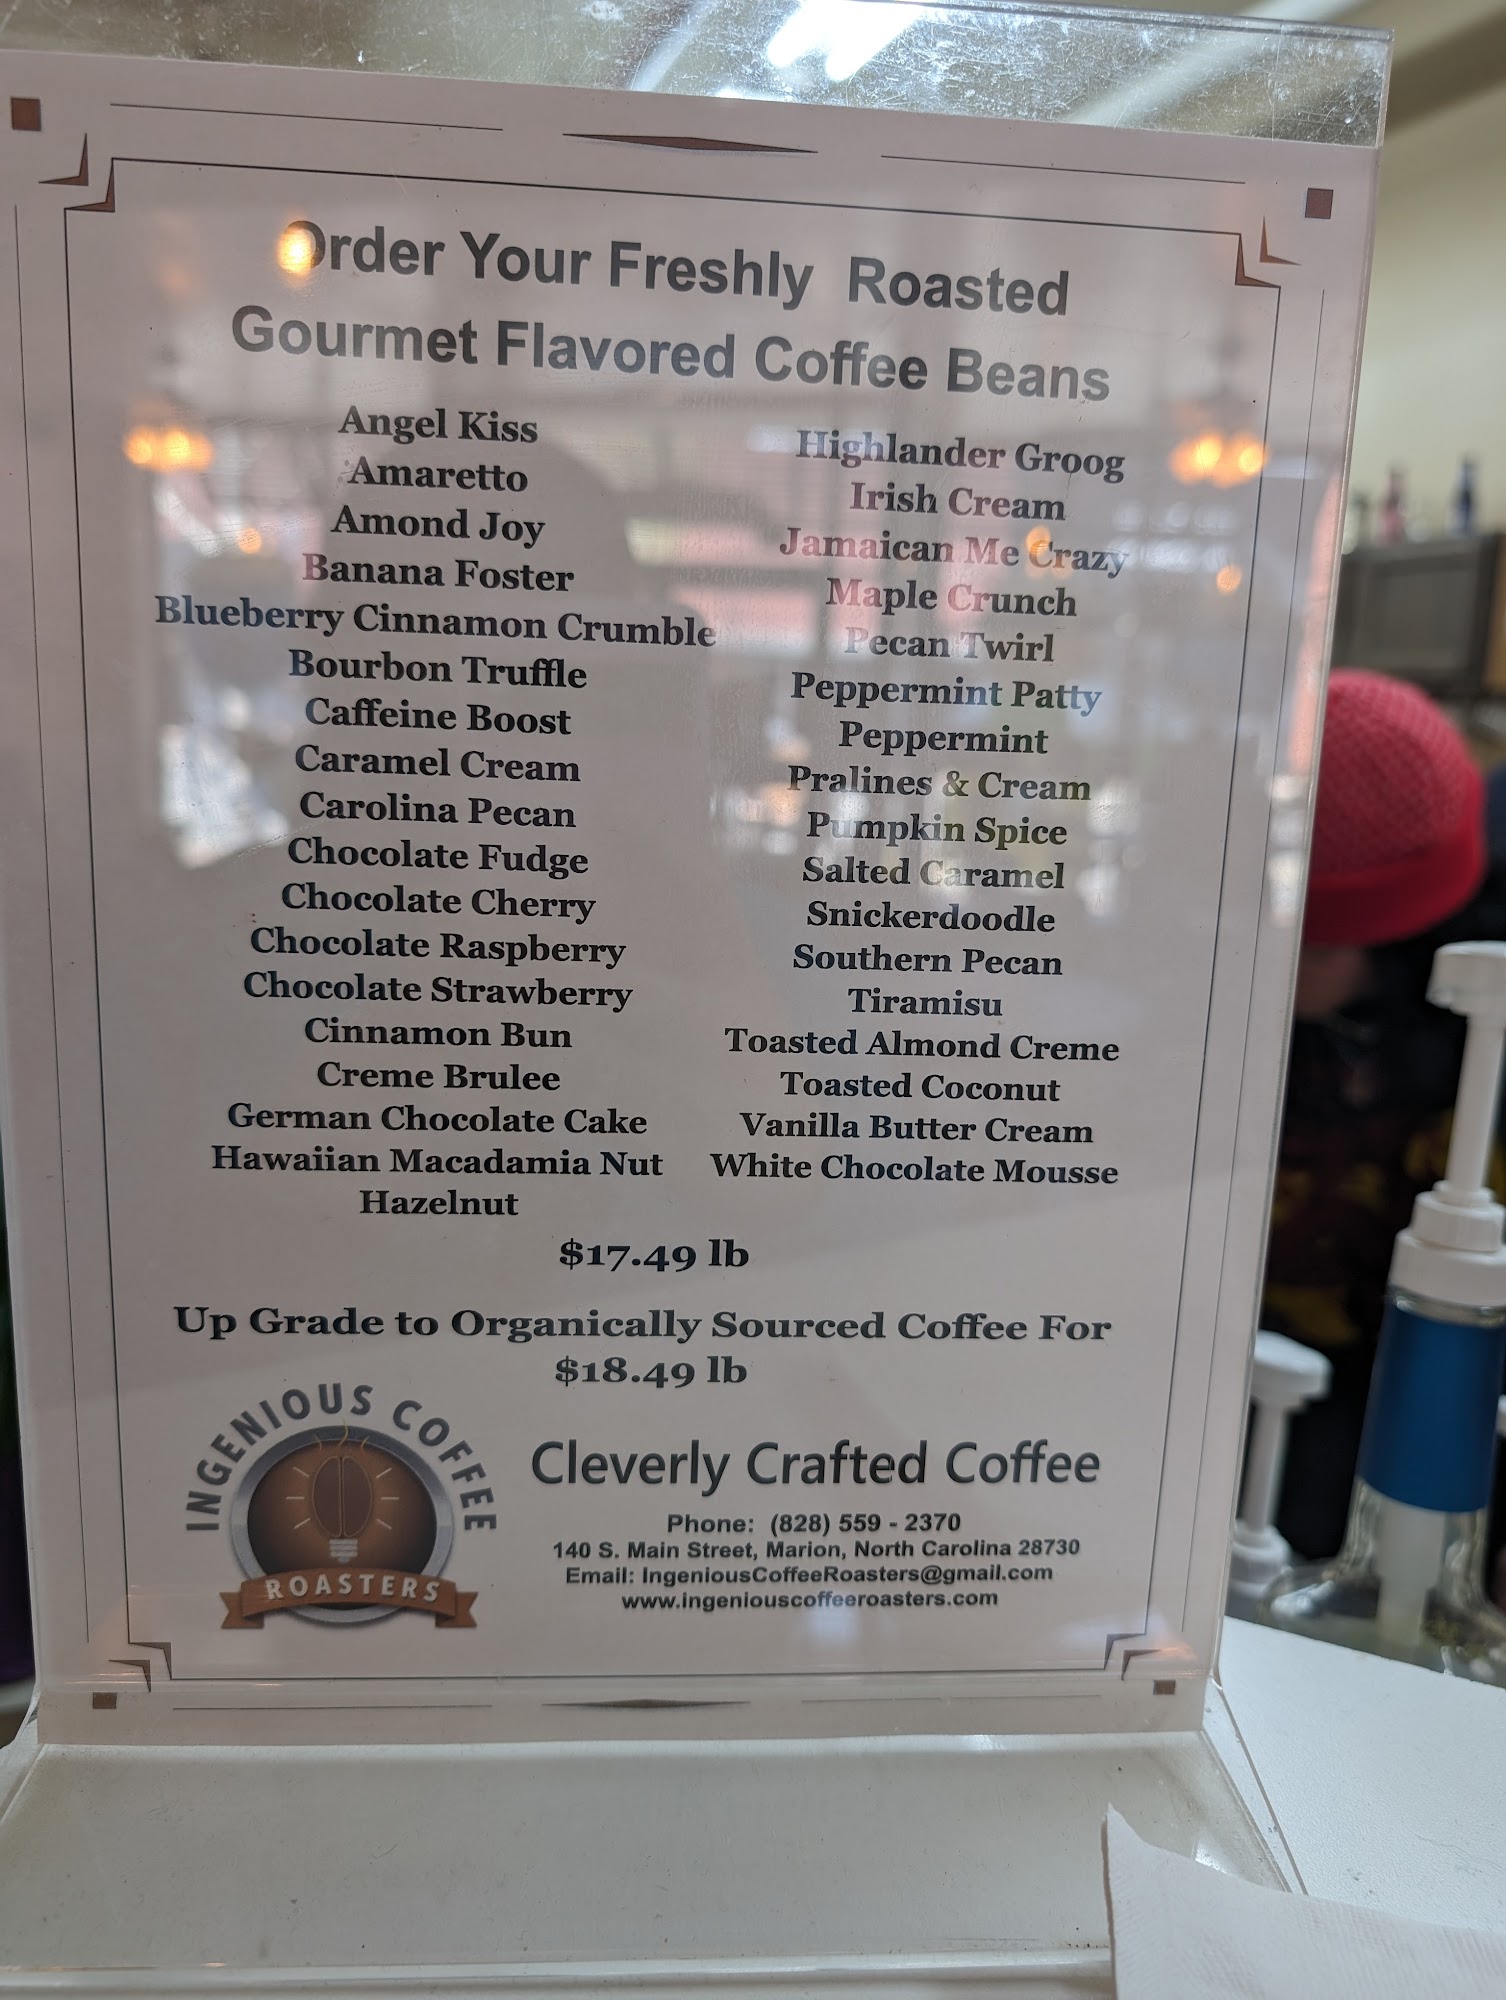 Order Your Freshly Roasted
Gourmet Flavored Coffee Beans
Angel Kiss
Amaretto
Amond Joy
Banana Foster
Blueberry Cinnamon Crumble
Bourbon Truffle
Caffeine Boost
Caramel Cream
Carolina Pecan
Chocolate Fudge
Chocolate Cherry
Chocolate Raspberry
Chocolate Strawberry
Cinnamon Bun
Creme Brulee
German Chocolate Cake
Hawaiian Macadamia Nut
Hazelnut
Highlander Groog
Irish Cream
Jamaican Me Crazy
Maple Crunch
Pecan Twirl
Peppermint Patty
Peppermint
Pralines & Cream
Pumpkin Spice
Salted Caramel
Snickerdoodle
Southern Pecan
Tiramisu
Toasted Almond Creme
Toasted Coconut
Vanilla Butter Cream
White Chocolate Mousse
$17.49 lb
Up Grade to Organically Sourced Coffee For
$18.49 lb
INGENIOUS COFFEE
ROASTERS
Cleverly Crafted Coffee
Phone: (828) 559 - 2370
140 S. Main Street, Marion, North Carolina 28730
Email: IngeniousCoffeeRoasters@gmail.com
www.ingeniouscoffeeroasters.com